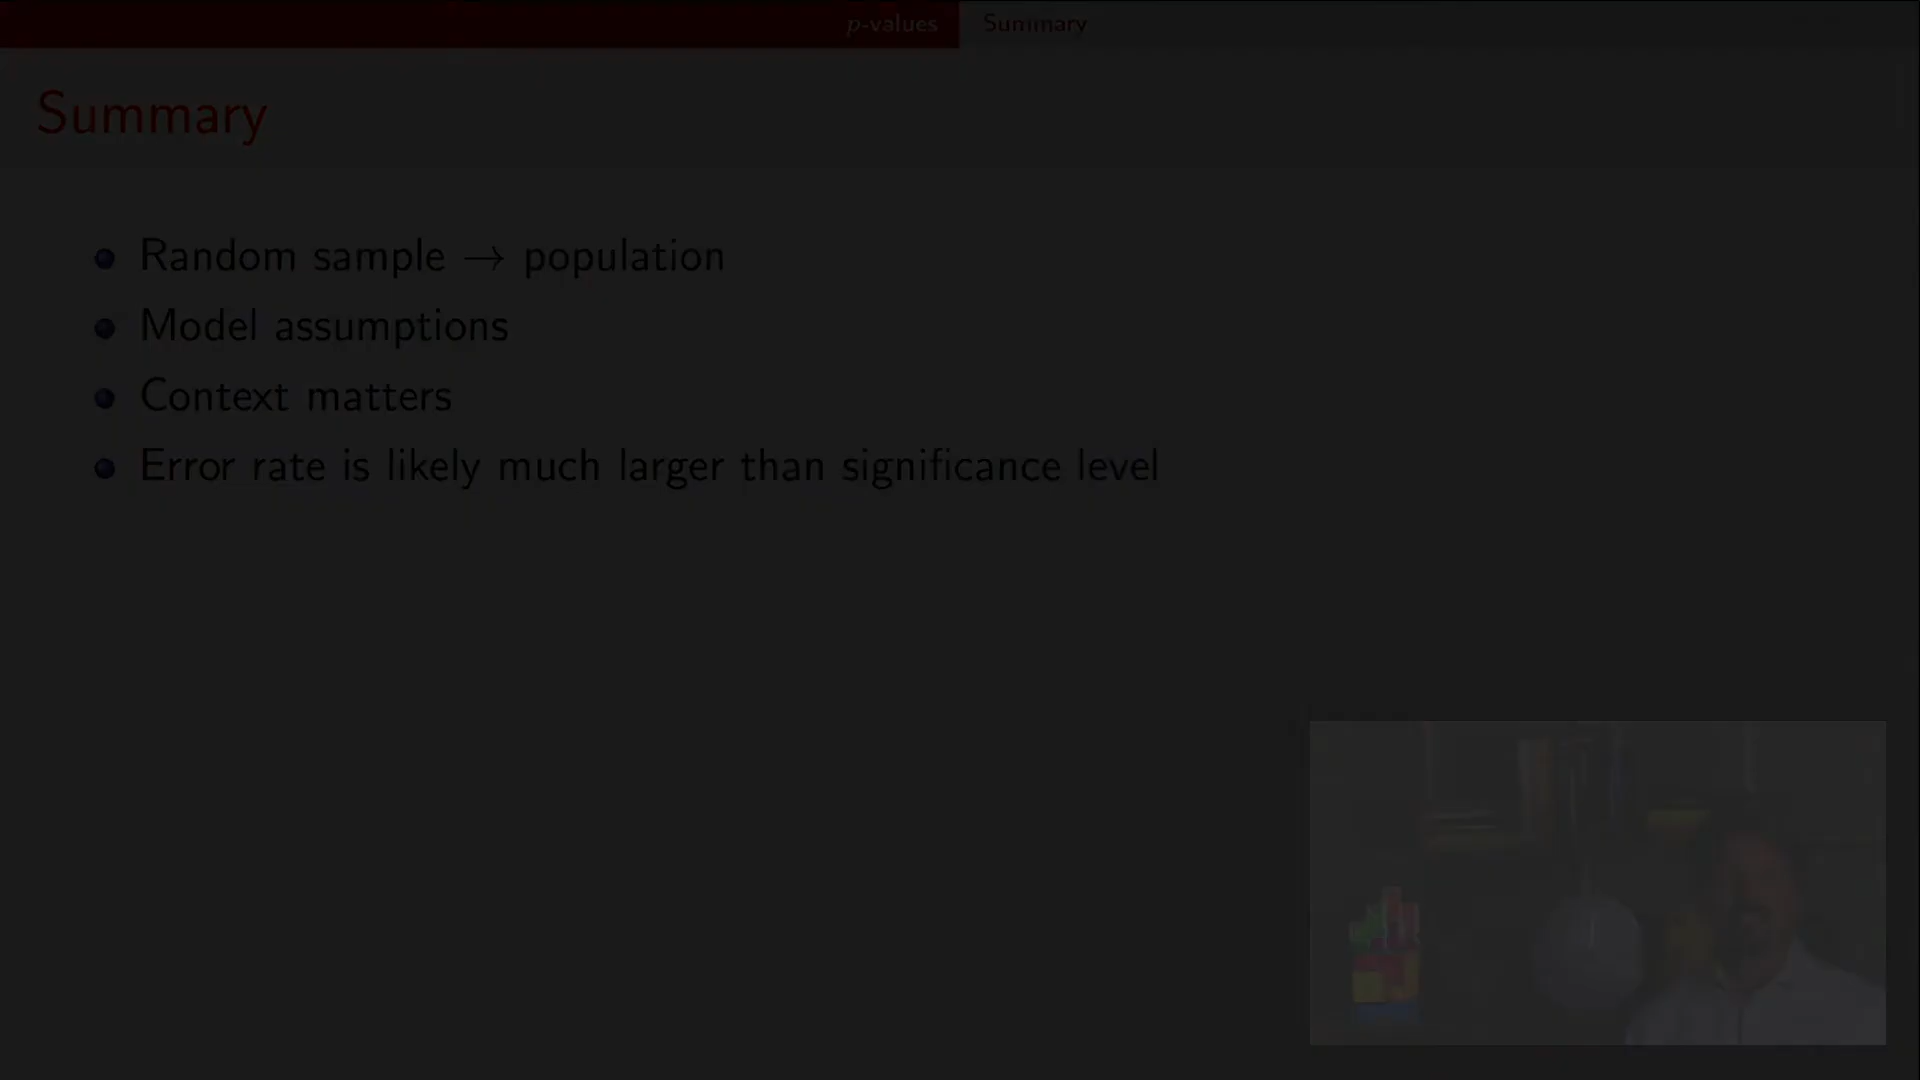 p-values Summary
Summary
Random sample → population
Model assumptions
Context matters
Error rate is likely much larger than significance level